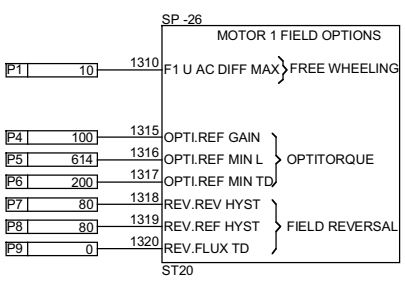 SP -26
MOTOR 1 FIELD OPTIONS
P1 10 1310 F1 U AC DIFF MAX FREE WHEELING
P4 100 1315 OPTI.REF GAIN
P5 614 1316 OPTI.REF MIN L OPTITORQUE
P6 200 1317 OPTI.REF MIN TD
P7 80 1318 REV.REV HYST
P8 80 1319 REV.REF HYST FIELD REVERSAL
P9 0 1320 REV.FLUX TD
ST20